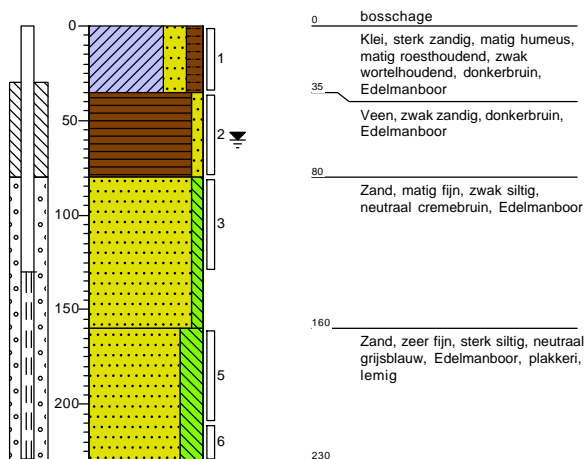 0
50
100
150
200
1
2
3
5
6
0
bosschage
Klei, sterk zandig, matig humeus,
matig roesthoudend, zwak
wortelhoudend, donkerbruin,
Edelmanboor
35
Veen, zwak zandig, donkerbruin,
Edelmanboor
80
Zand, matig fijn, zwak siltig,
neutraal cremebruin, Edelmanboor
160
Zand, zeer fijn, sterk siltig, neutraal
grijsblauw, Edelmanboor, plakkeri,
lemig
230